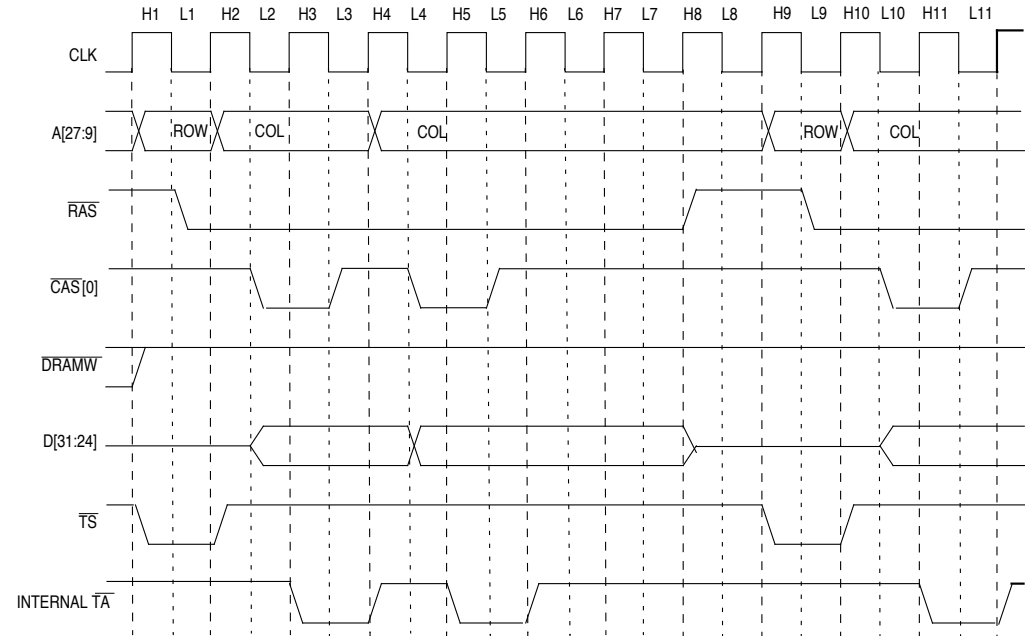 H1 L1 H2 L2 H3 L3 H4 L4 H5 L5 H6 L6 H7 L7 H8 L8 H9 L9 H10 L10 H11 L11
CLK
A[27:9] ROW COL COL ROW COL
RAS
CAS[0]
DRAMW
D[31:24]
TS
INTERNAL TA